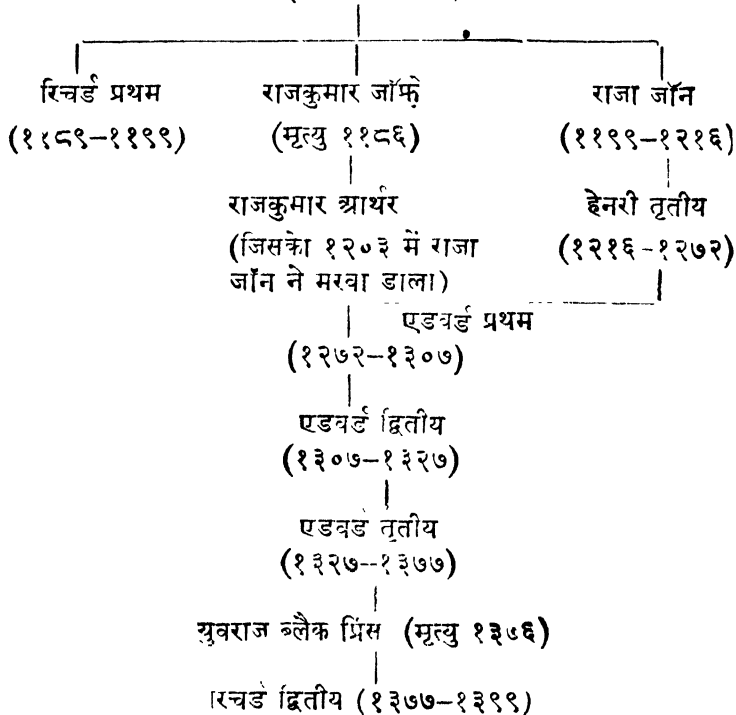 रिचर्ड प्रथम राजकुमार जॉफ्रे राजा जॉन
(११८९–११९९) (मृत्यु ११८६) (११९९–१२१६)
राजकुमार आर्थर हेनरी तृतीय
(जिसको १२०३ में राजा (१२१६-१२७२)
जॉन ने मरवा डाला)
एडवर्ड प्रथम
(१२७२–१३०७)
एडवर्ड द्वितीय
(१३०७–१३२७)
एडवर्ड तृतीय
(१३२७--१३७७)
युवराज ब्लैक प्रिंस (मृत्यु १३७६)
रिचर्ड द्वितीय (१३७७-१३९९)